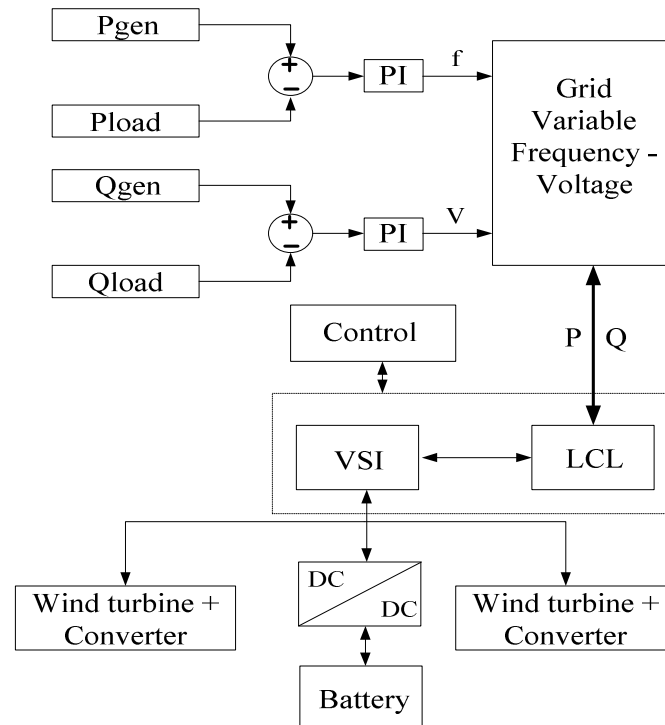 Pgen
+
-
PI
f
Pload
Grid
Variable
Frequency -
Voltage
Qgen
+
-
PI
V
Qload
Control
P
Q
VSI
LCL
DC
DC
Wind turbine +
Converter
Wind turbine +
Converter
Battery